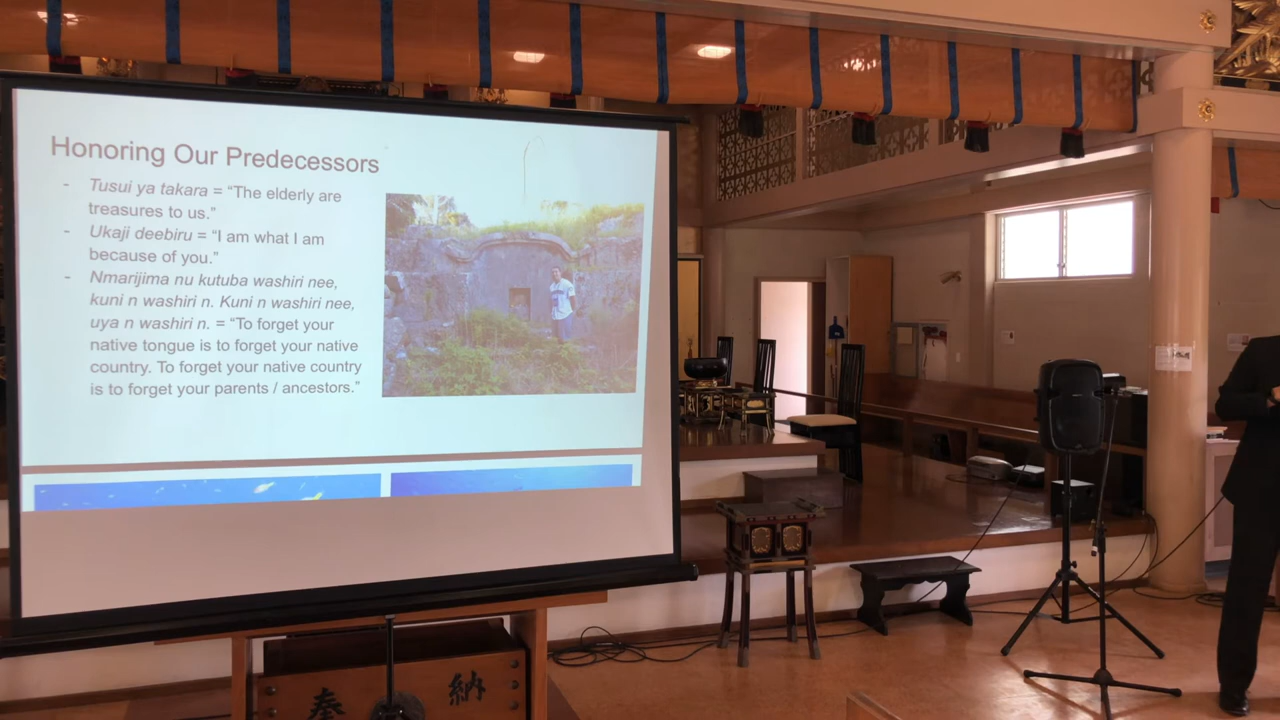 Honoring Our Predecessors
- Tusui ya takara = “The elderly are
treasures to us.”
- Ukaji deebiru = “I am what I am
because of you.”
- Nmarijima nu kutuba washiri nee,
kuni n washiri n. Kuni n washiri nee,
uya n washiri n. = “To forget your
native tongue is to forget your native
country. To forget your native country
is to forget your parents / ancestors.”
奉 納